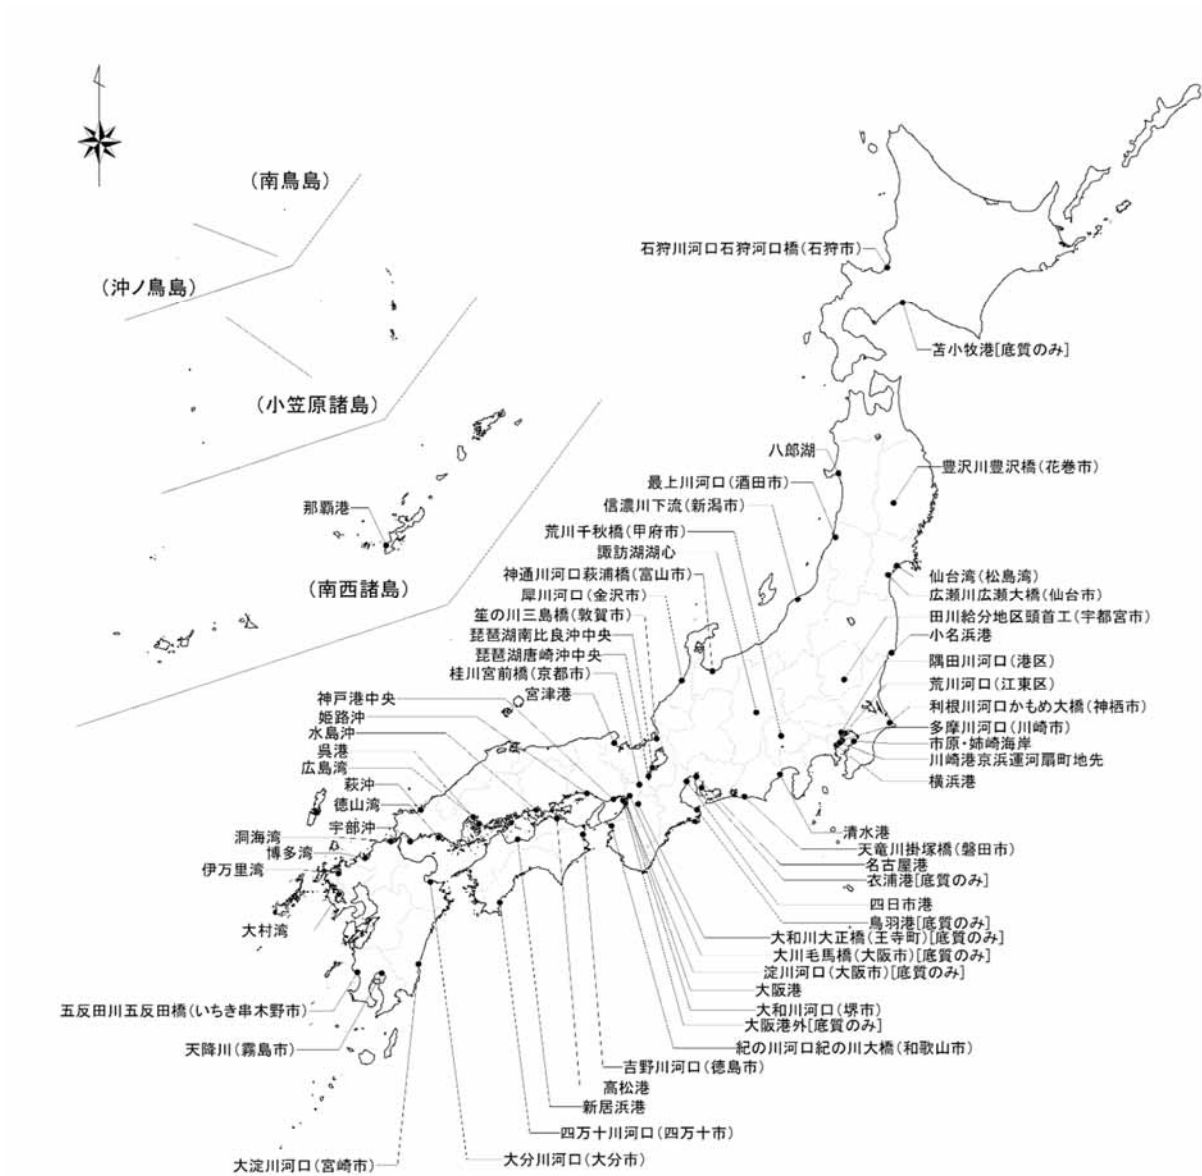 (南鳥島)
(沖ノ鳥島)
(小笠原諸島)
(南西諸島)
那覇港
石狩川河口石狩河口橋(石狩市)
苫小牧港[底質のみ]
八郎湖
豊沢川豊沢橋(花巻市)
最上川河口(酒田市)
信濃川下流(新潟市)
荒川千秋橋(甲府市)
諏訪湖湖心
神通川河口萩浦橋(富山市)
犀川河口(金沢市)
笙の川三島橋(敦賀市)
琵琶湖南比良沖中央
琵琶湖唐崎沖中央
桂川宮前橋(京都市)
宮津港
神戸港中央
姫路沖
水島沖
呉港
広島湾
萩沖
徳山湾
宇部沖
洞海湾
博多湾
伊万里湾
大村湾
五反田川五反田橋(いちき串木野市)
天降川(霧島市)
大淀川河口(宮崎市)
仙台湾(松島湾)
広瀬川広瀬大橋(仙台市)
田川給分地区頭首工(宇都宮市)
小名浜港
隅田川河口(港区)
荒川河口(江東区)
利根川河口かもめ大橋(神栖市)
多摩川河口(川崎市)
市原・姉崎海岸
川崎港京浜運河扇町地先
横浜港
清水港
天竜川掛塚橋(磐田市)
名古屋港
衣浦港[底質のみ]
四日市港
鳥羽港[底質のみ]
大和川大正橋(王寺町)[底質のみ]
大川毛馬橋(大阪市)[底質のみ]
淀川河口(大阪市)[底質のみ]
大阪港
大和川河口(堺市)
大阪港外[底質のみ]
紀の川河口紀の川大橋(和歌山市)
吉野川河口(徳島市)
高松港
新居浜港
四万十川河口(四万十市)
大分川河口(大分市)